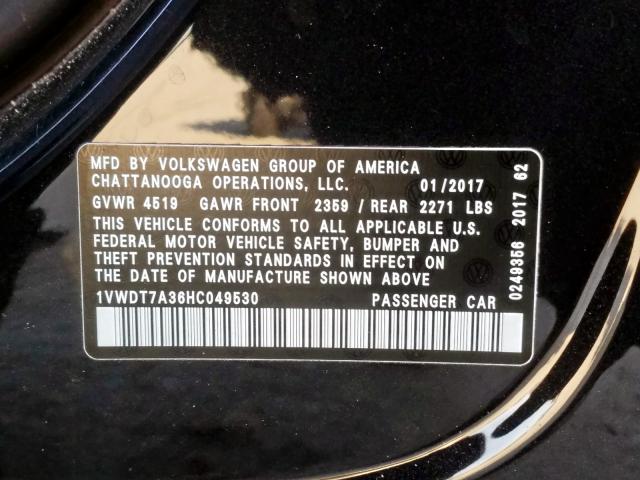 MFD BY VOLKSWAGEN GROUP OF AMERICA
CHATTANOOGA OPERATIONS, LLC. 01/2017
GVWR 4519 GAWR FRONT 2359 / REAR 2271 LBS
THIS VEHICLE CONFORMS TO ALL APPLICABLE U.S.
FEDERAL MOTOR VEHICLE SAFETY, BUMPER AND
THEFT PREVENTION STANDARDS IN EFFECT ON
THE DATE OF MANUFACTURE SHOWN ABOVE
1VWDT7A36HC049530 PASSENGER CAR
0249856 2017 62